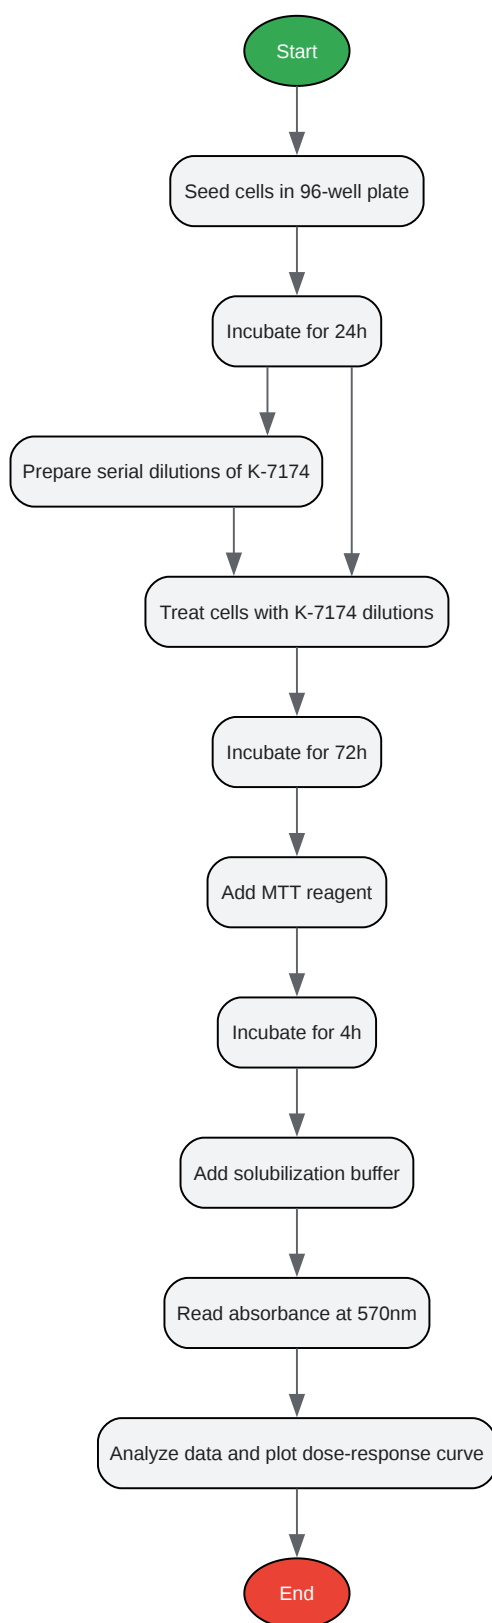 Start
Seed cells in 96-well plate
Incubate for 24h
Prepare serial dilutions of K-7174
Treat cells with K-7174 dilutions
Incubate for 72h
Add MTT reagent
Incubate for 4h
Add solubilization buffer
Read absorbance at 570nm
Analyze data and plot dose-response curve
End